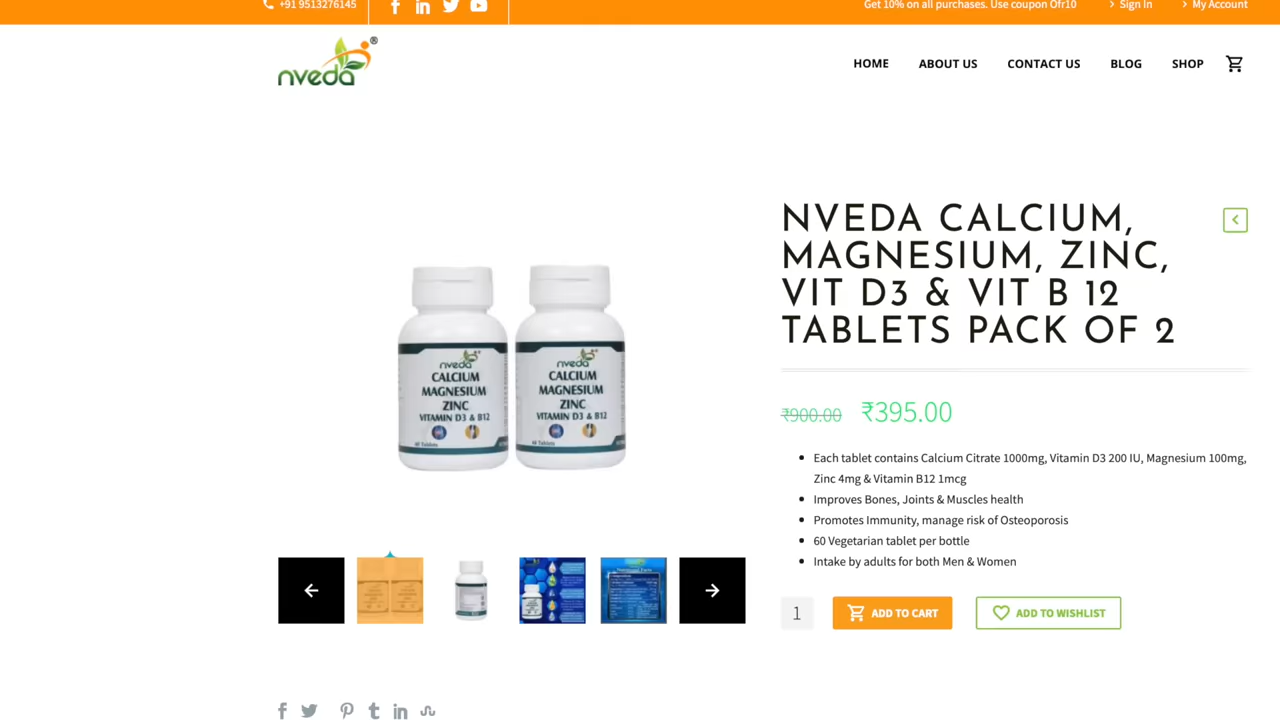 +91 9513276145
Get 10% on all purchases. Use coupon Ofr10
Sign In
My Account
nveda®
HOME
ABOUT US
CONTACT US
BLOG
SHOP
NVEDA CALCIUM,
MAGNESIUM, ZINC,
VIT D3 & VIT B 12
TABLETS PACK OF 2
nveda
CALCIUM
MAGNESIUM
ZINC
VITAMIN D3 & B12
60 Tablets
nveda
CALCIUM
MAGNESIUM
ZINC
VITAMIN D3 & B12
60 Tablets
₹900.00 ₹395.00
Each tablet contains Calcium Citrate 1000mg, Vitamin D3 200 IU, Magnesium 100mg,
Zinc 4mg & Vitamin B12 1mcg
Improves Bones, Joints & Muscles health
Promotes Immunity, manage risk of Osteoporosis
60 Vegetarian tablet per bottle
Intake by adults for both Men & Women
1
ADD TO CART
ADD TO WISHLIST